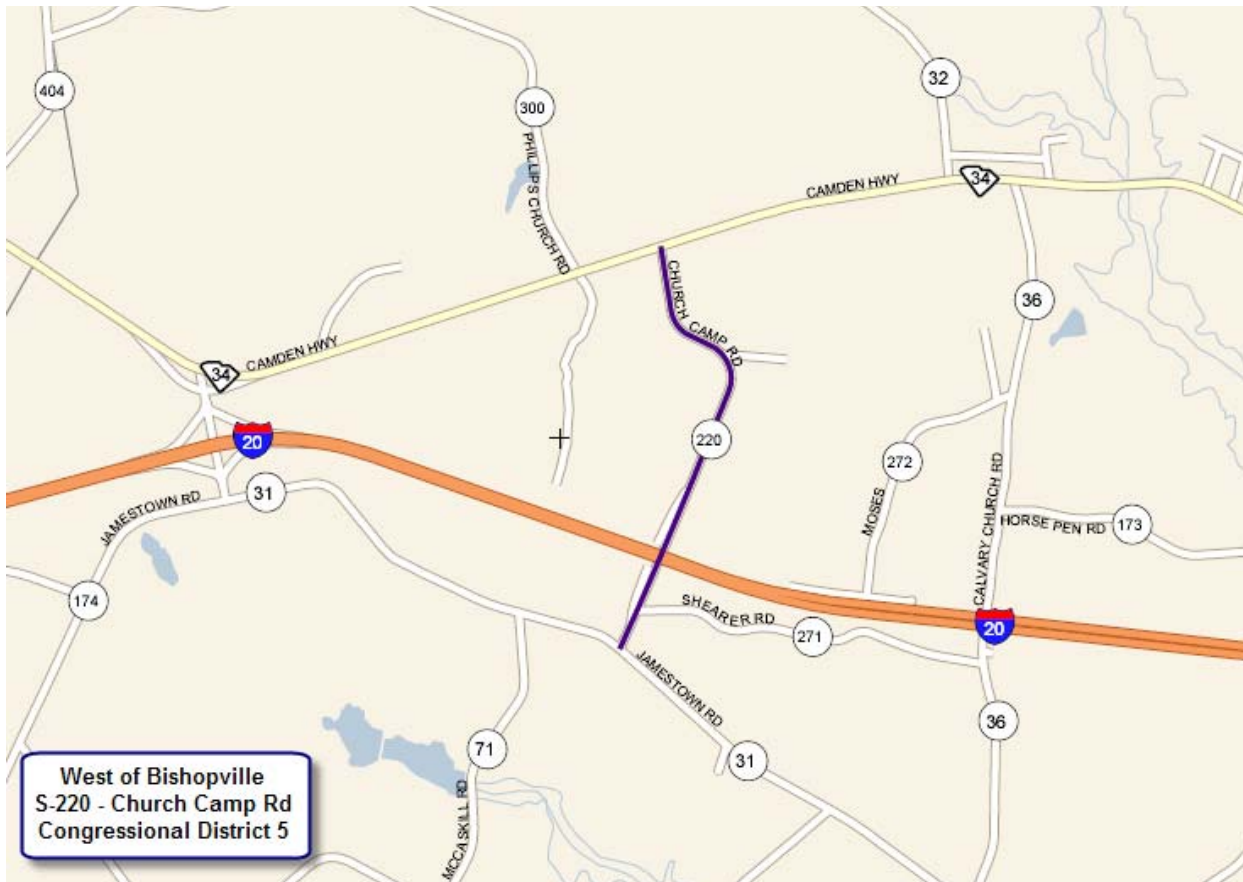 404
300
32
PHILLIPS CHURCH RD
CAMDEN HWY
34
CHURCH CAMP RD
36
CAMDEN HWY
34
20
220
272
31
JAMESTOWN RD
MOSES
CALVARY CHURCH RD
HORSE PEN RD
173
174
SHEARER RD
271
20
JAMESTOWN RD
36
71
31
MCCASKILL RD
West of Bishopville
S-220 - Church Camp Rd
Congressional District 5